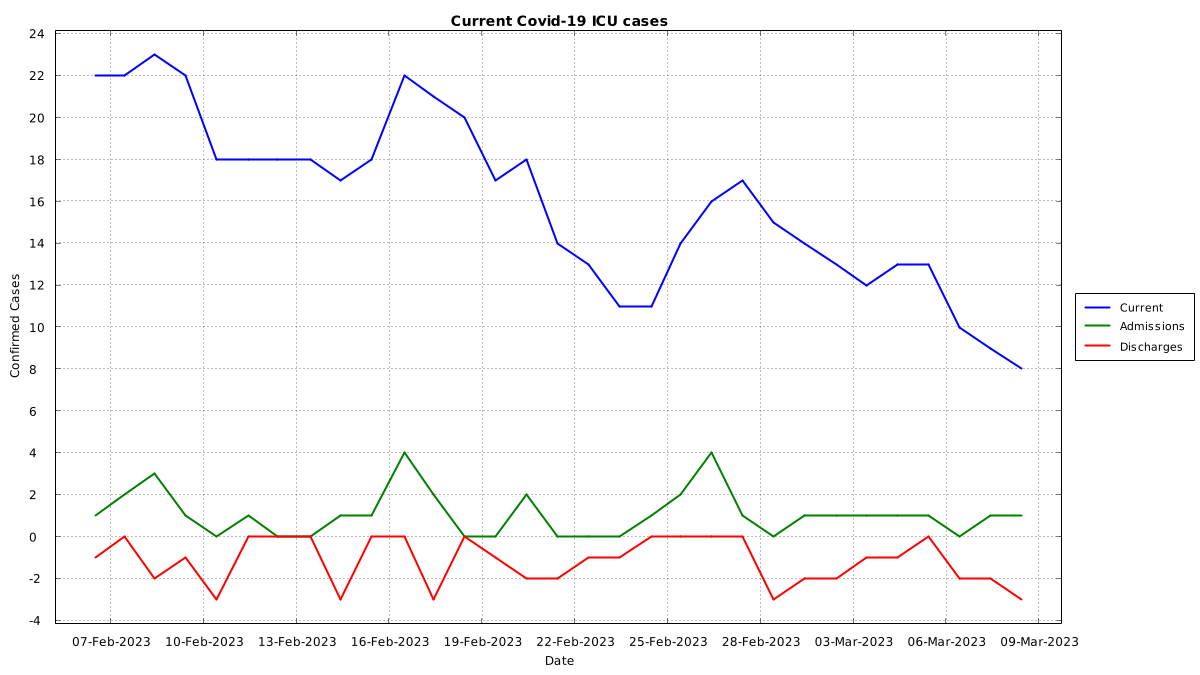 Current Covid-19 ICU cases
24
22
20
18
16
14
12
10
8
6
4
2
0
-2
-4
Confirmed Cases
07-Feb-2023 10-Feb-2023 13-Feb-2023 16-Feb-2023 19-Feb-2023 22-Feb-2023 25-Feb-2023 28-Feb-2023 03-Mar-2023 06-Mar-2023 09-Mar-2023
Date
Current
Admissions
Discharges